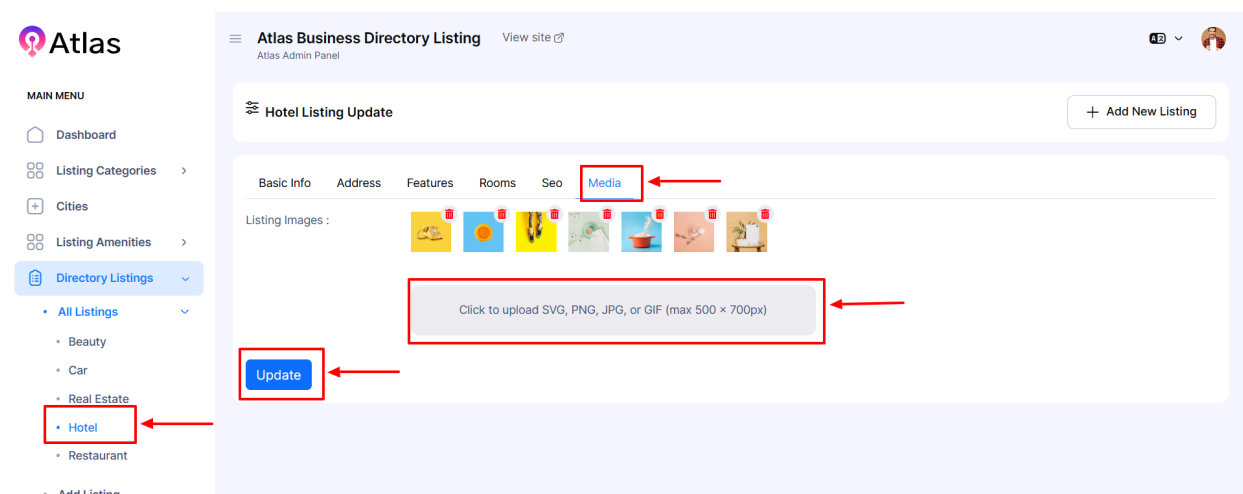 Atlas
MAIN MENU
Dashboard
Listing Categories
Cities
Listing Amenities
Directory Listings
All Listings
Beauty
Car
Real Estate
Hotel
Restaurant
Add Listing
Atlas Business Directory Listing View site
Atlas Admin Panel
Hotel Listing Update
Add New Listing
Basic Info Address Features Rooms Seo Media
Listing Images :
Click to upload SVG, PNG, JPG, or GIF (max 500 × 700px)
Update